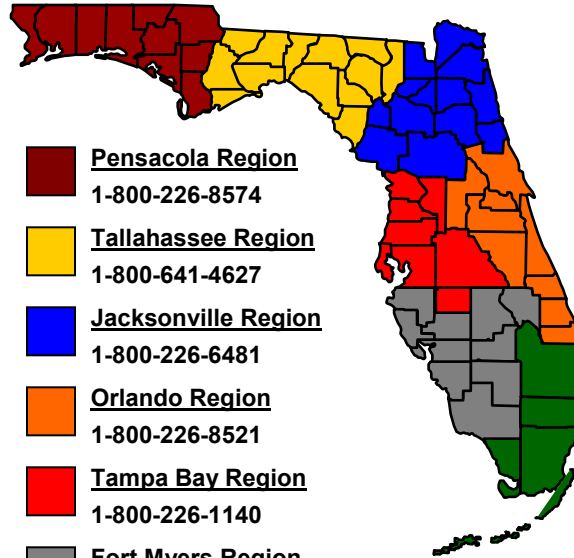 Pensacola Region
1-800-226-8574
Tallahassee Region
1-800-641-4627
Jacksonville Region
1-800-226-6481
Orlando Region
1-800-226-8521
Tampa Bay Region
1-800-226-1140
Fort Myers Region